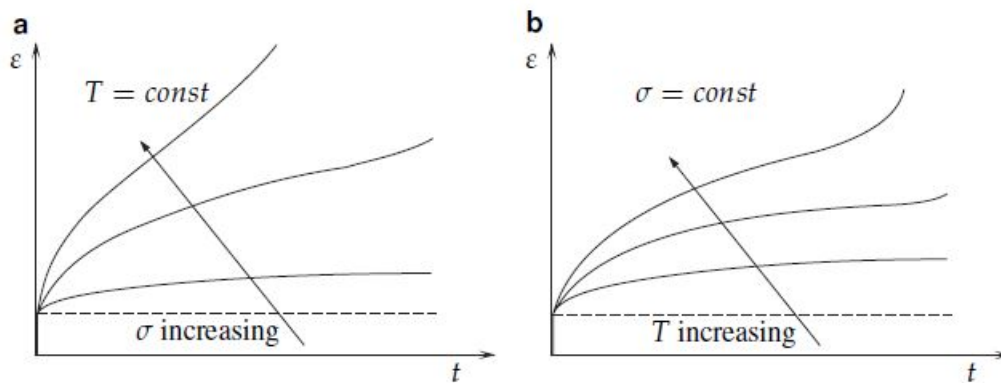 a
ε
T = const
σ increasing
t
b
ε
σ = const
T increasing
t